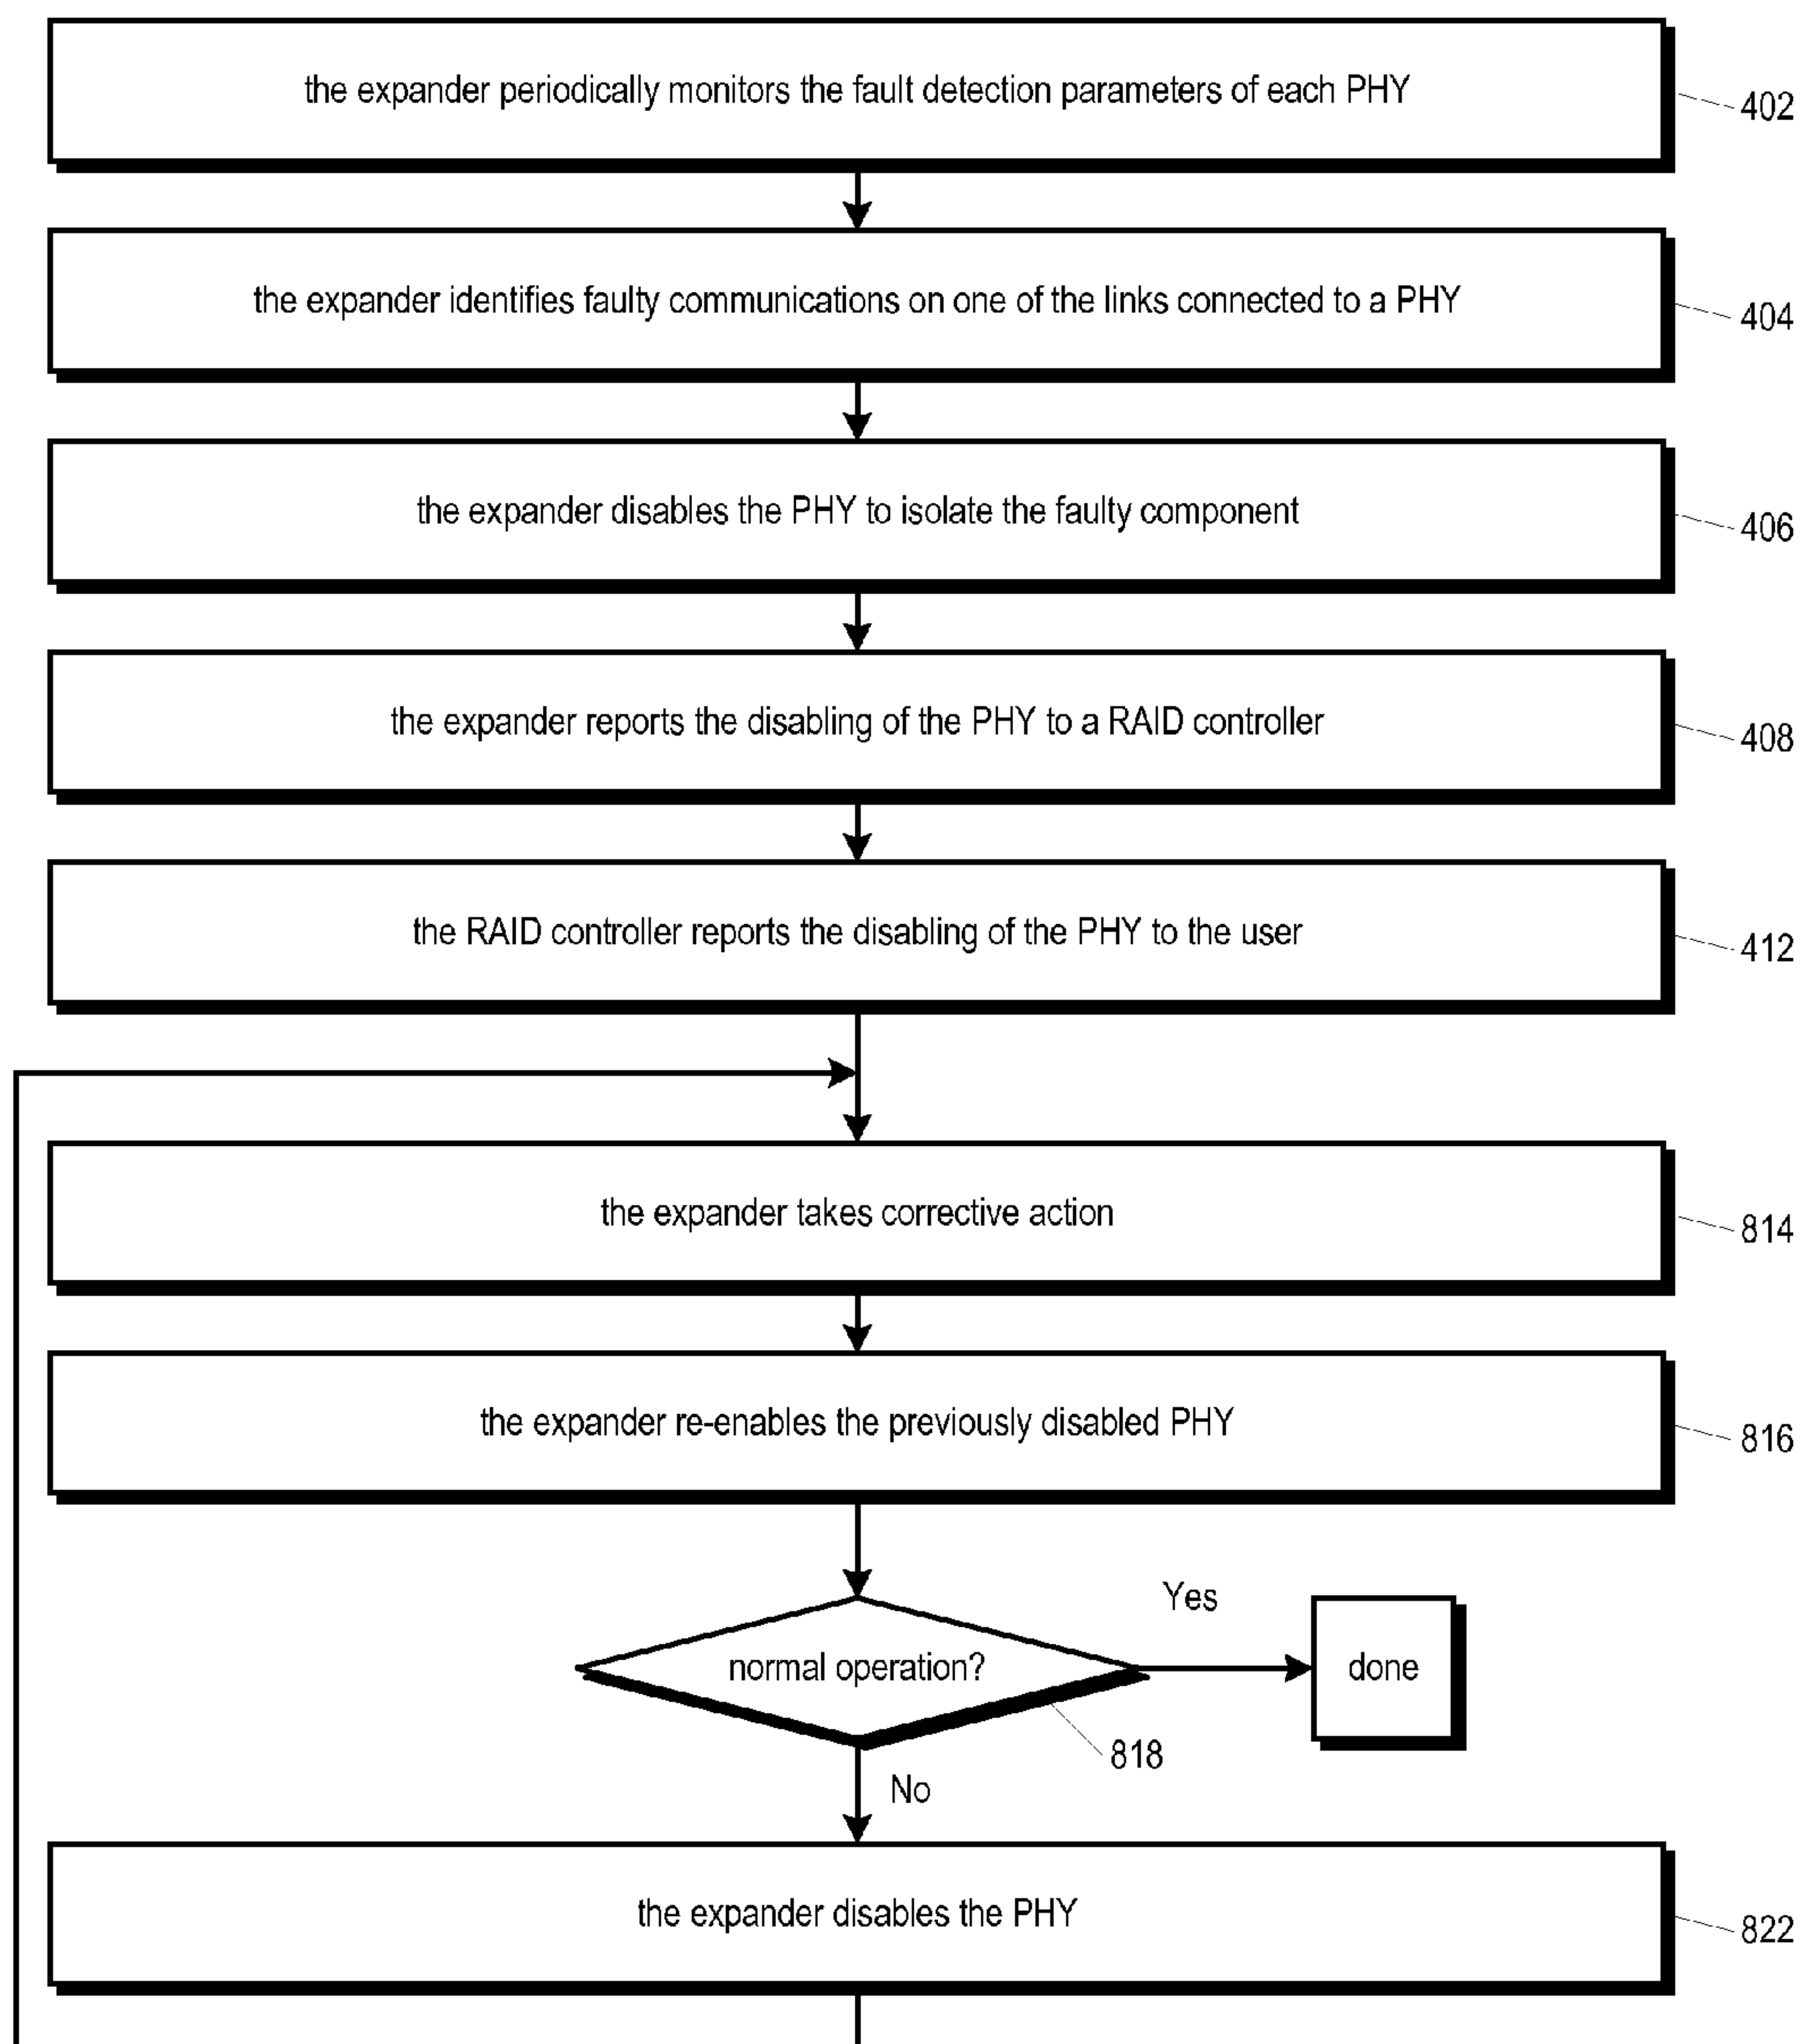 the expander periodically monitors the fault detection parameters of each PHY
402
the expander identifies faulty communications on one of the links connected to a PHY
404
the expander disables the PHY to isolate the faulty component
406
the expander reports the disabling of the PHY to a RAID controller
408
the RAID controller reports the disabling of the PHY to the user
412
the expander takes corrective action
814
the expander re-enables the previously disabled PHY
816
Yes
normal operation?
done
818
No
the expander disables the PHY
822